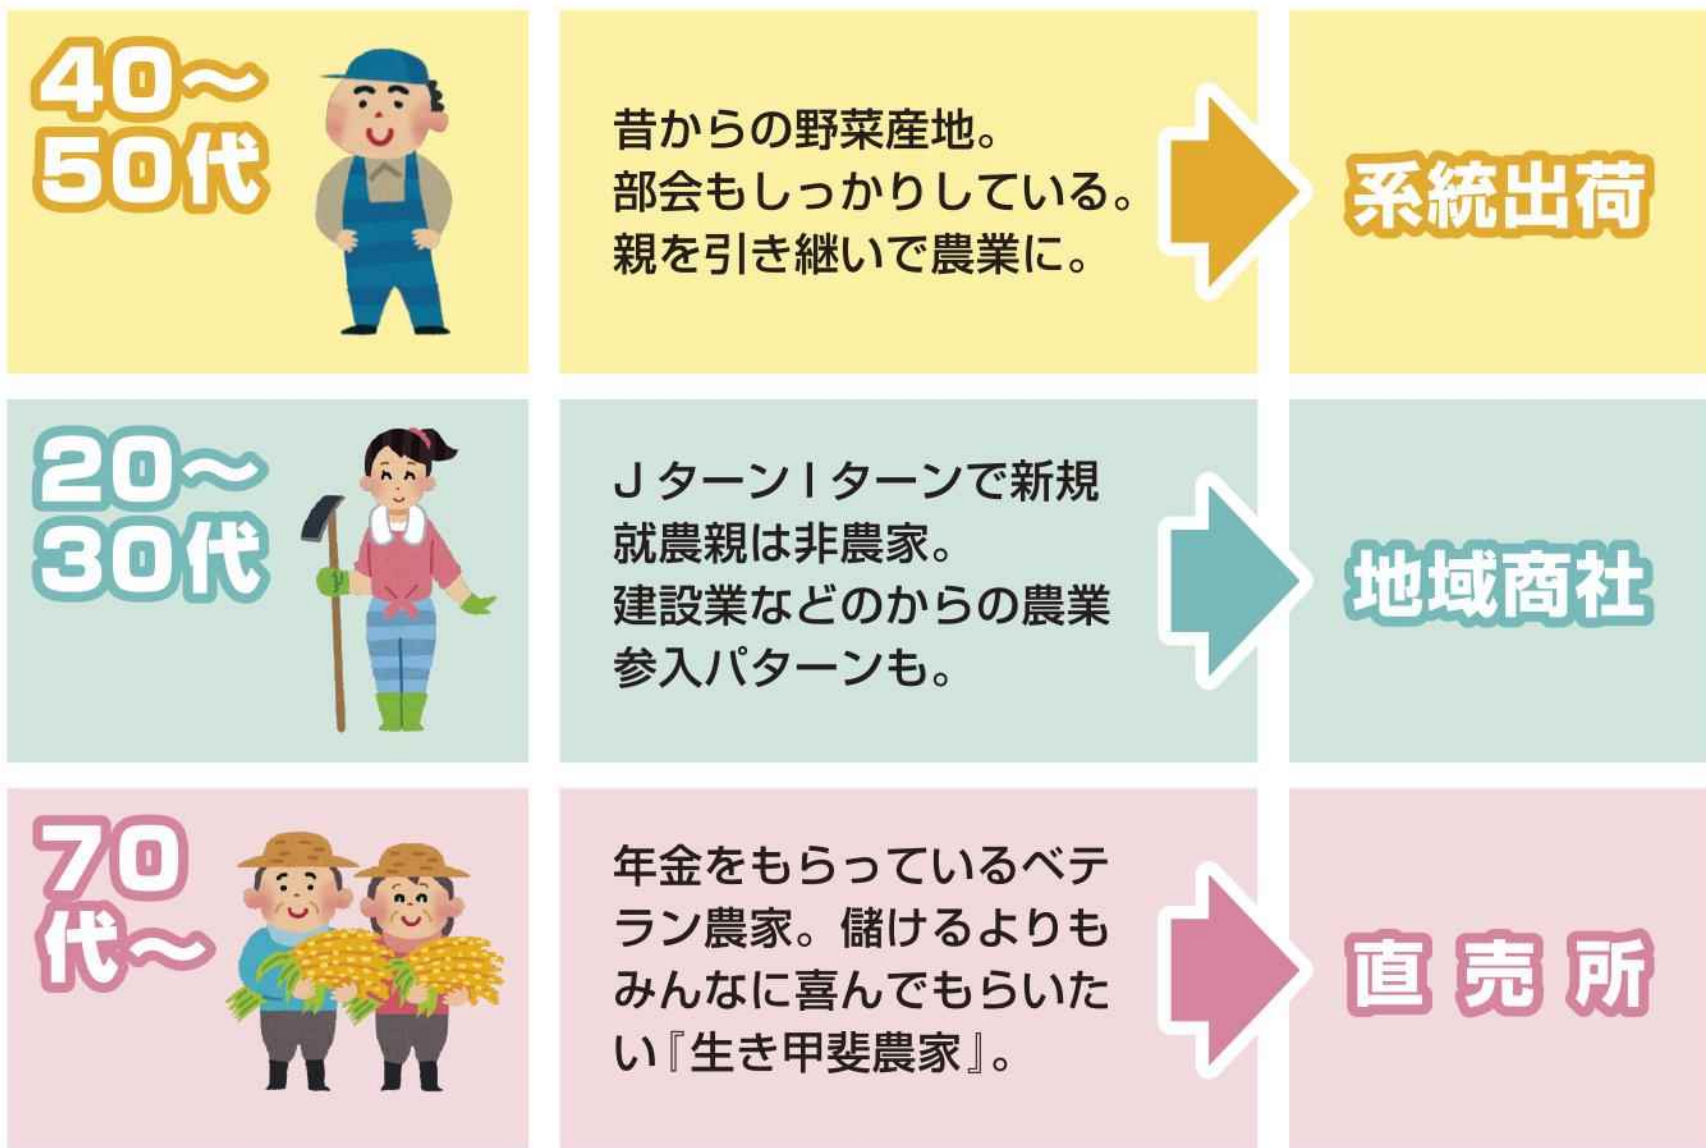 40〜
50代
昔からの野菜産地。
部会もしっかりしている。
親を引き継いで農業に。
系統出荷
20〜
30代
JターンIターンで新規
就農親は非農家。
建設業などのからの農業
参入パターンも。
地域商社
70
代〜
年金をもらっているベテ
ラン農家。儲けるよりも
みんなに喜んでもらいた
い『生き甲斐農家』。
直売所